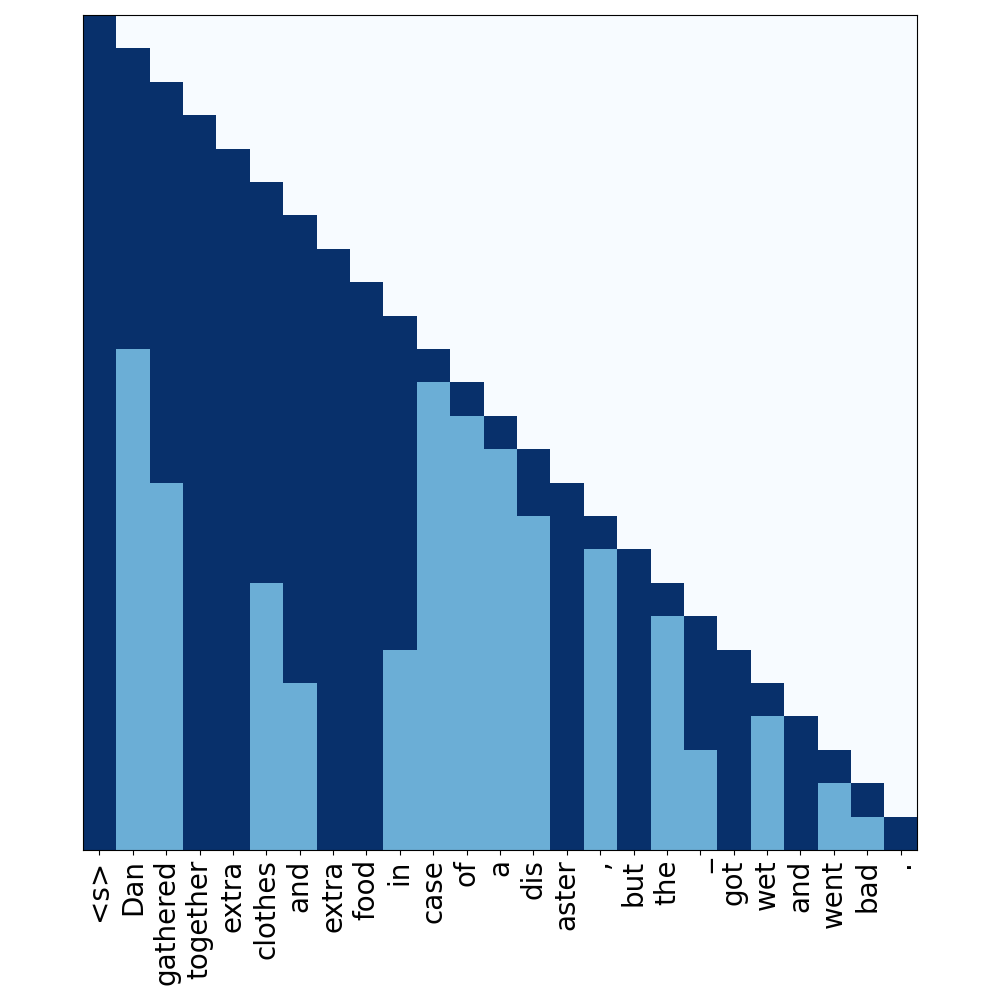 <s>
Dan
gathered
together
extra
clothes
and
extra
food
in
case
of
a
dis
aster
,
but
the
_
got
wet
and
went
bad
.